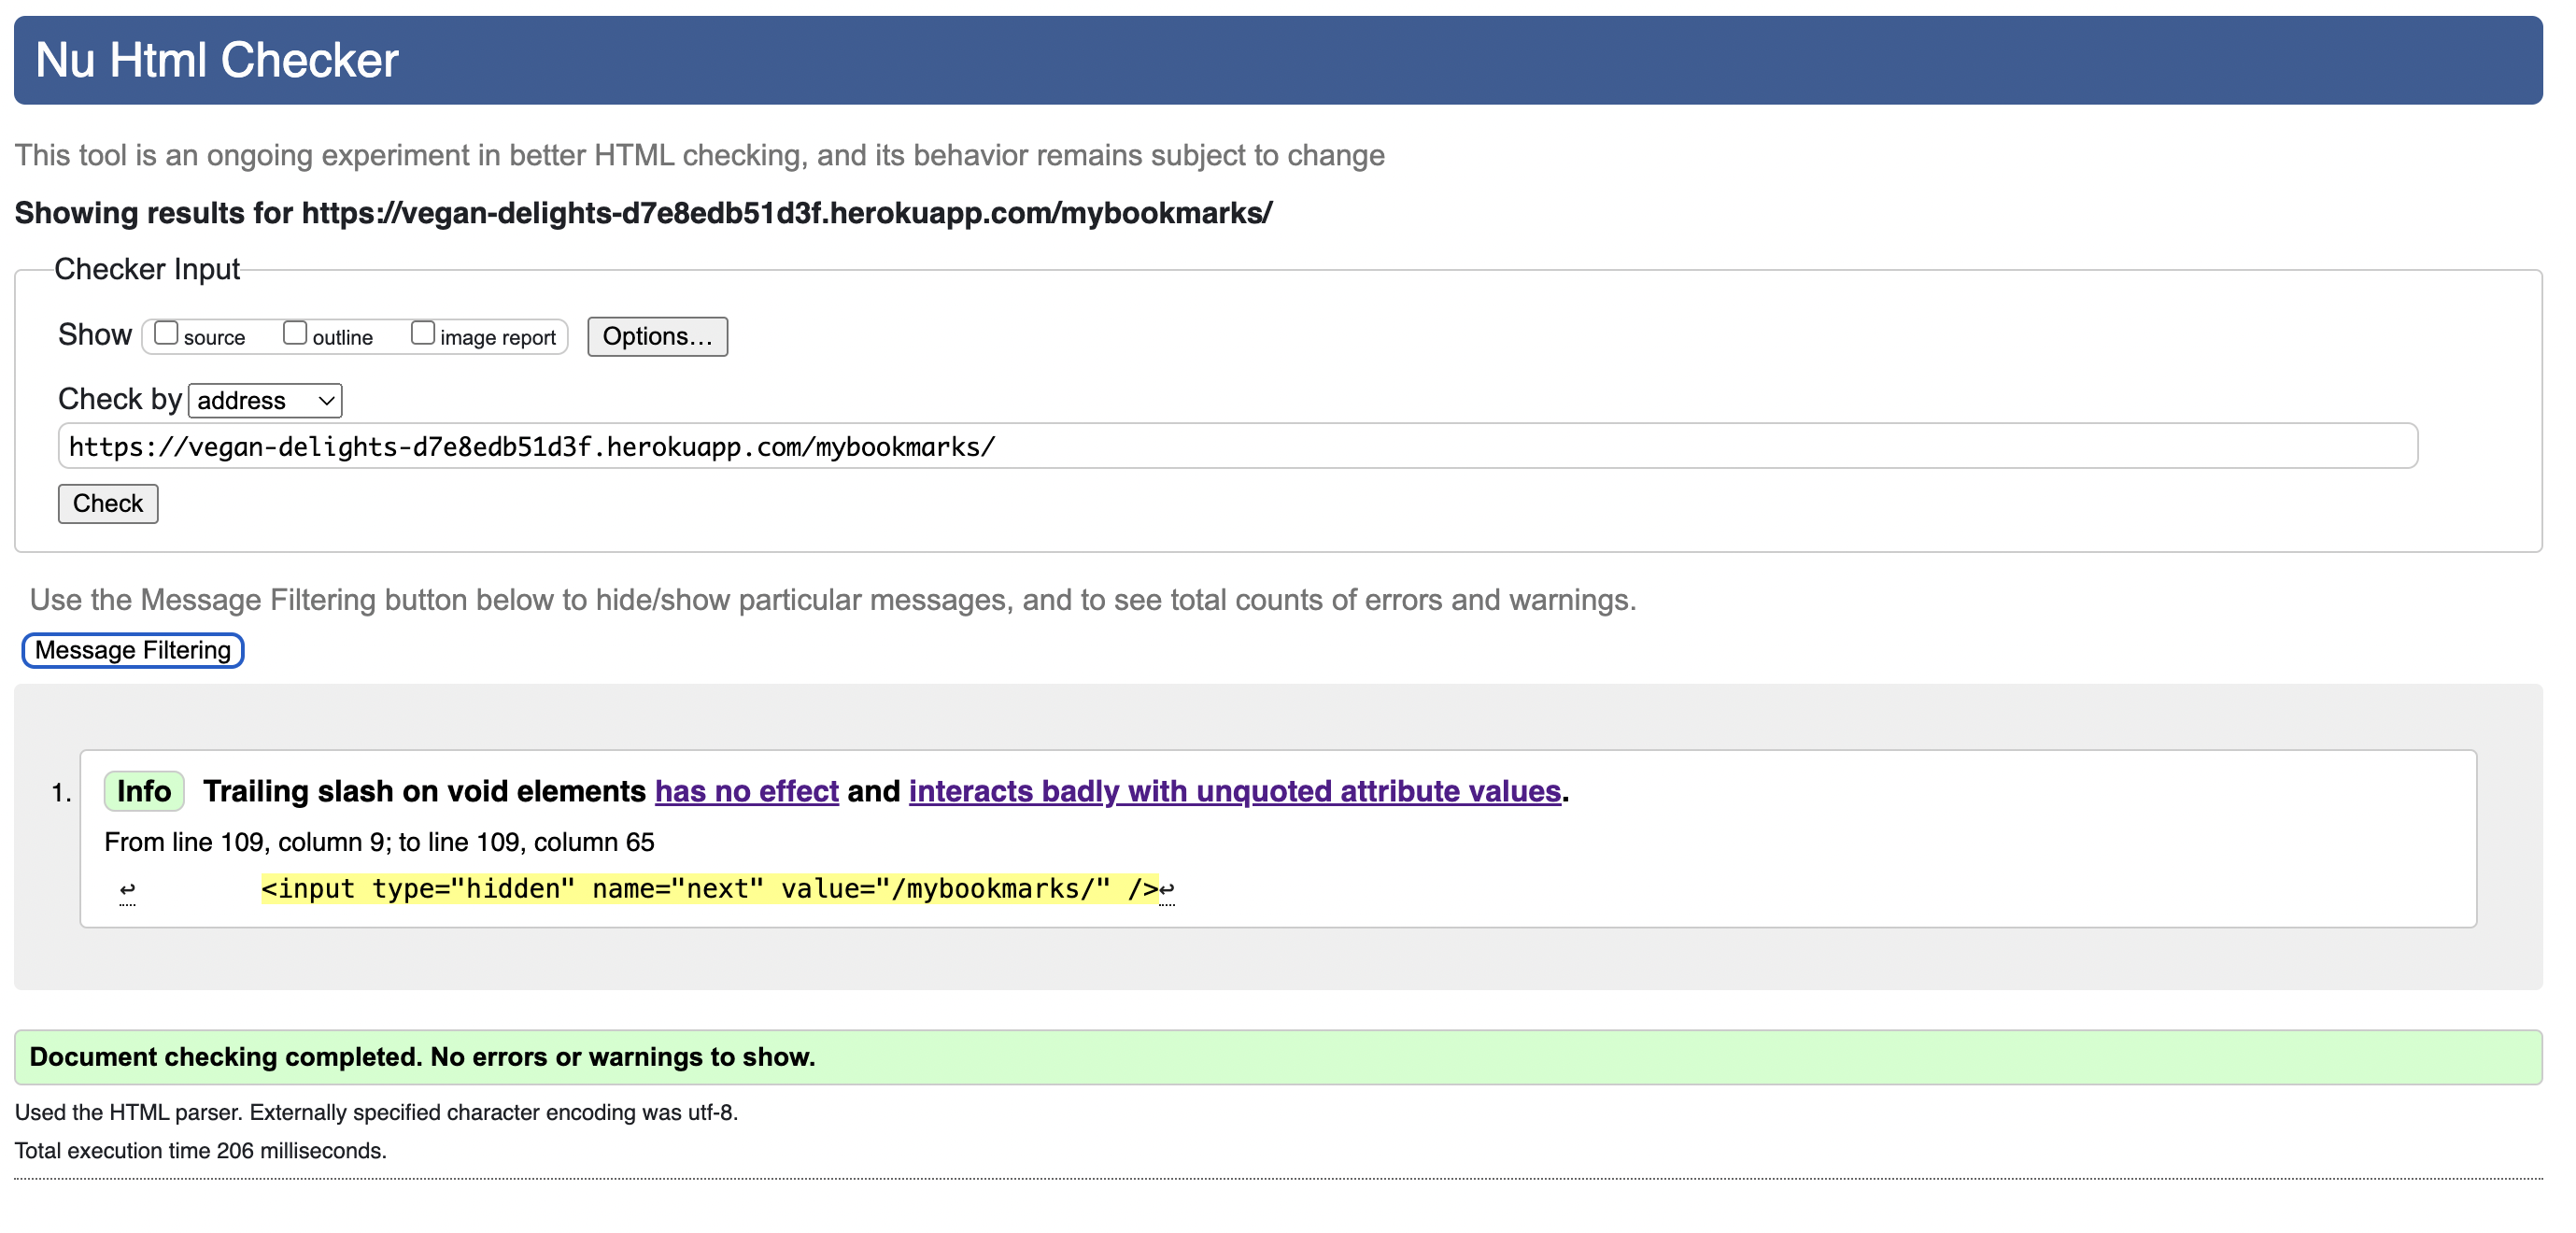 Nu Html Checker
This tool is an ongoing experiment in better HTML checking, and its behavior remains subject to change
Showing results for https://vegan-delights-d7e8edb51d3f.herokuapp.com/mybookmarks/
Checker Input
Show source outline image report Options...
Check by address
https://vegan-delights-d7e8edb51d3f.herokuapp.com/mybookmarks/
Check
Use the Message Filtering button below to hide/show particular messages, and to see total counts of errors and warnings.
Message Filtering
1. Info Trailing slash on void elements has no effect and interacts badly with unquoted attribute values.
From line 109, column 9; to line 109, column 65
↩ <input type="hidden" name="next" value="/mybookmarks/" />↩
Document checking completed. No errors or warnings to show.
Used the HTML parser. Externally specified character encoding was utf-8.
Total execution time 206 milliseconds.